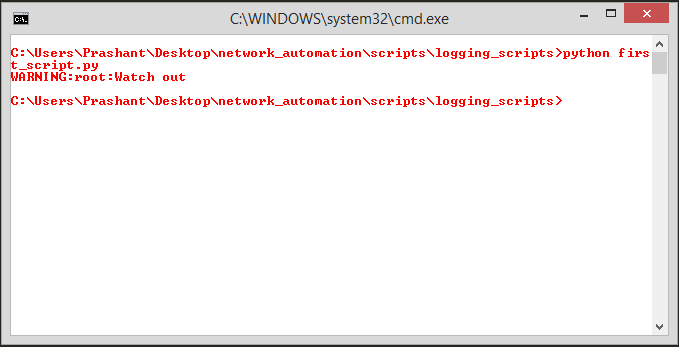 C:\WINDOWS\system32\cmd.exe
C:\Users\Prashant\Desktop\network_automation\scripts\logging_scripts>python firs
t_script.py
WARNING:root:Watch out
C:\Users\Prashant\Desktop\network_automation\scripts\logging_scripts>